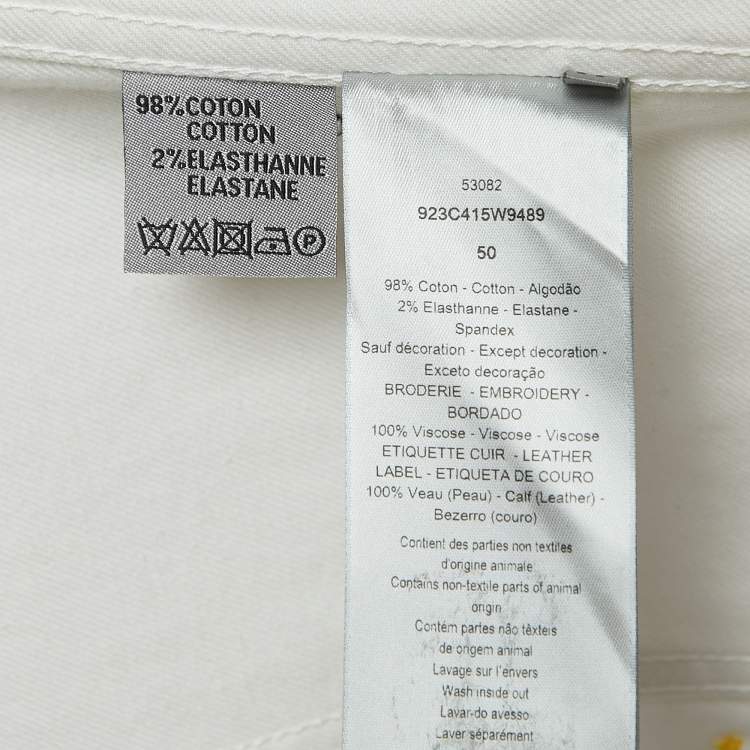 98%COTON
COTTON
2%ELASTHANNE
ELASTANE
P
53082
923C415W9489
50
98% Coton - Cotton - Algodão
2% Elasthanne - Elastane -
Spandex
Sauf décoration - Except decoration -
Exceto decoração
BRODERIE - EMBROIDERY -
BORDADO
100% Viscose - Viscose - Viscose
ETIQUETTE CUIR - LEATHER
LABEL - ETIQUETA DE COURO
100% Veau (Peau) - Calf (Leather) -
Bezerro (couro)
Contient des parties non textiles
d'origine animale
Contains non-textile parts of animal
origin
Contém partes não têxteis
de origem animal
Lavage sur l'envers
Wash inside out
Lavar-do avesso
Laver séparément